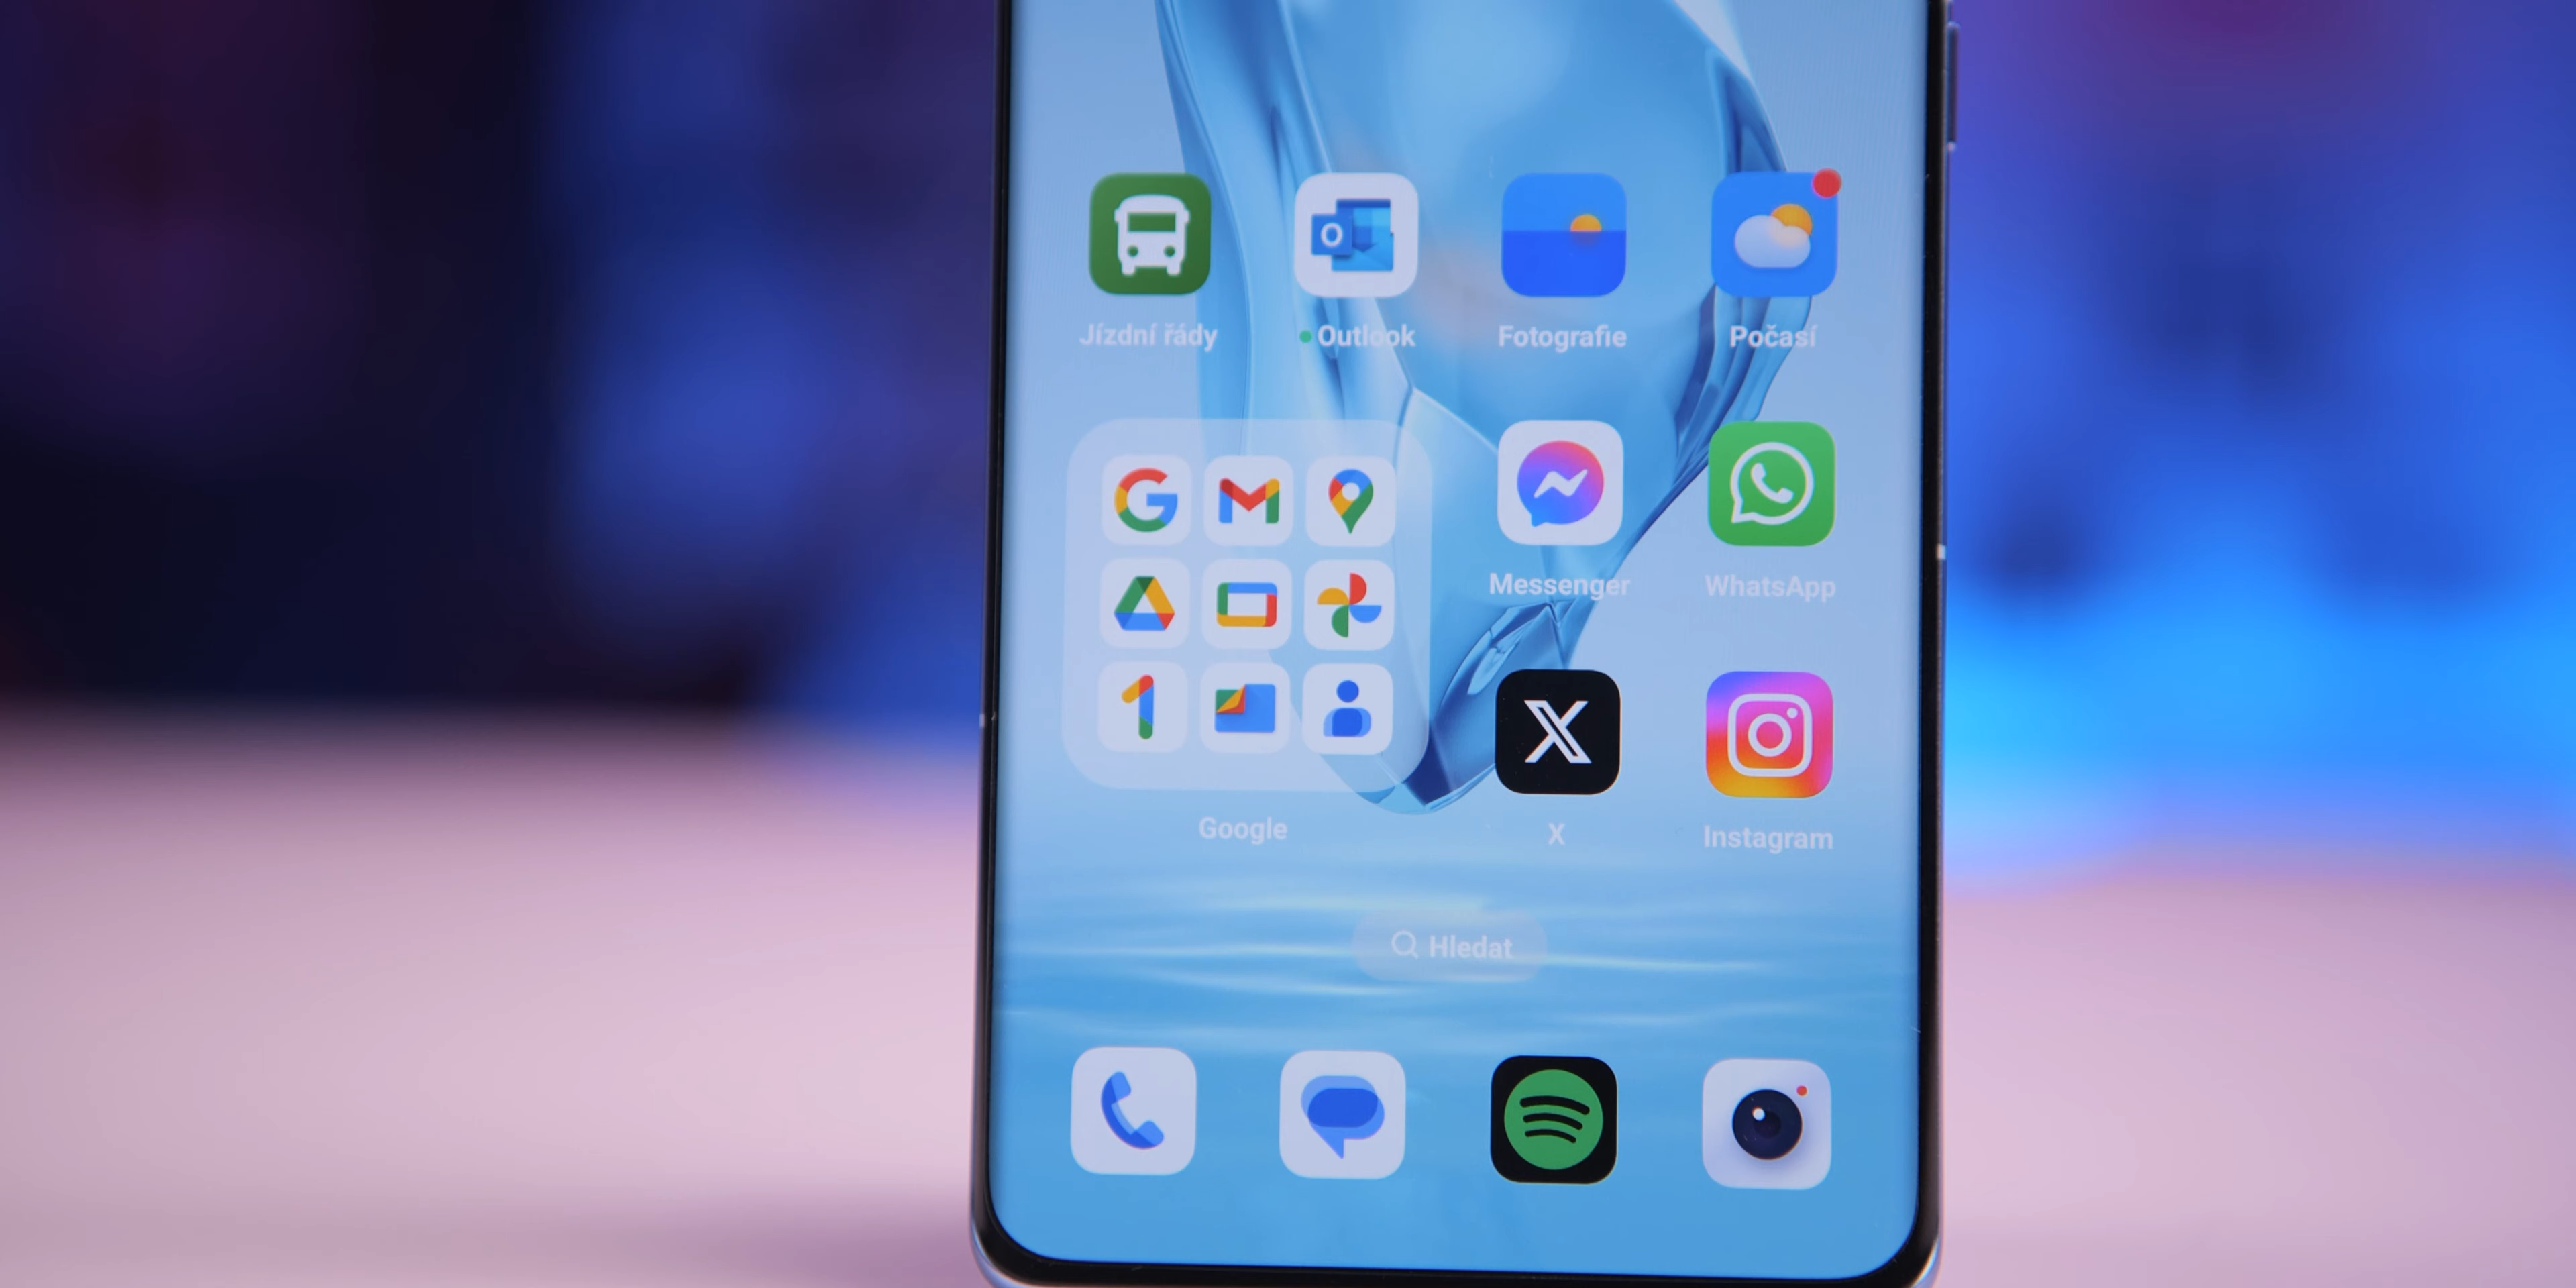 Jízdní řády
Outlook
Fotografie
Počasí
Messenger
WhatsApp
Google
X
Instagram
Hledat